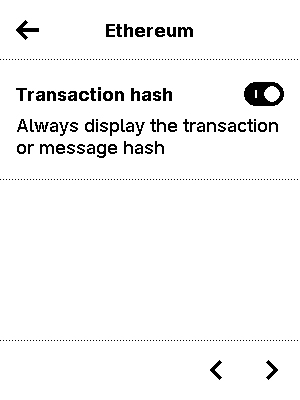 Ethereum
Transaction hash
Always display the transaction
or message hash